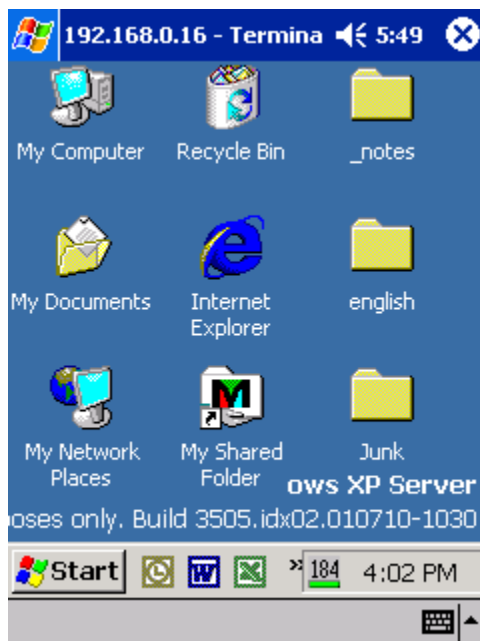 192.168.0.16 - Termina 5:49
My Computer
Recycle Bin
_notes
My Documents
Internet
Explorer
english
My Network
Places
My Shared
Folder
Junk
ows XP Server
oses only. Build 3505.idx02.010710-1030
Start
184
4:02 PM